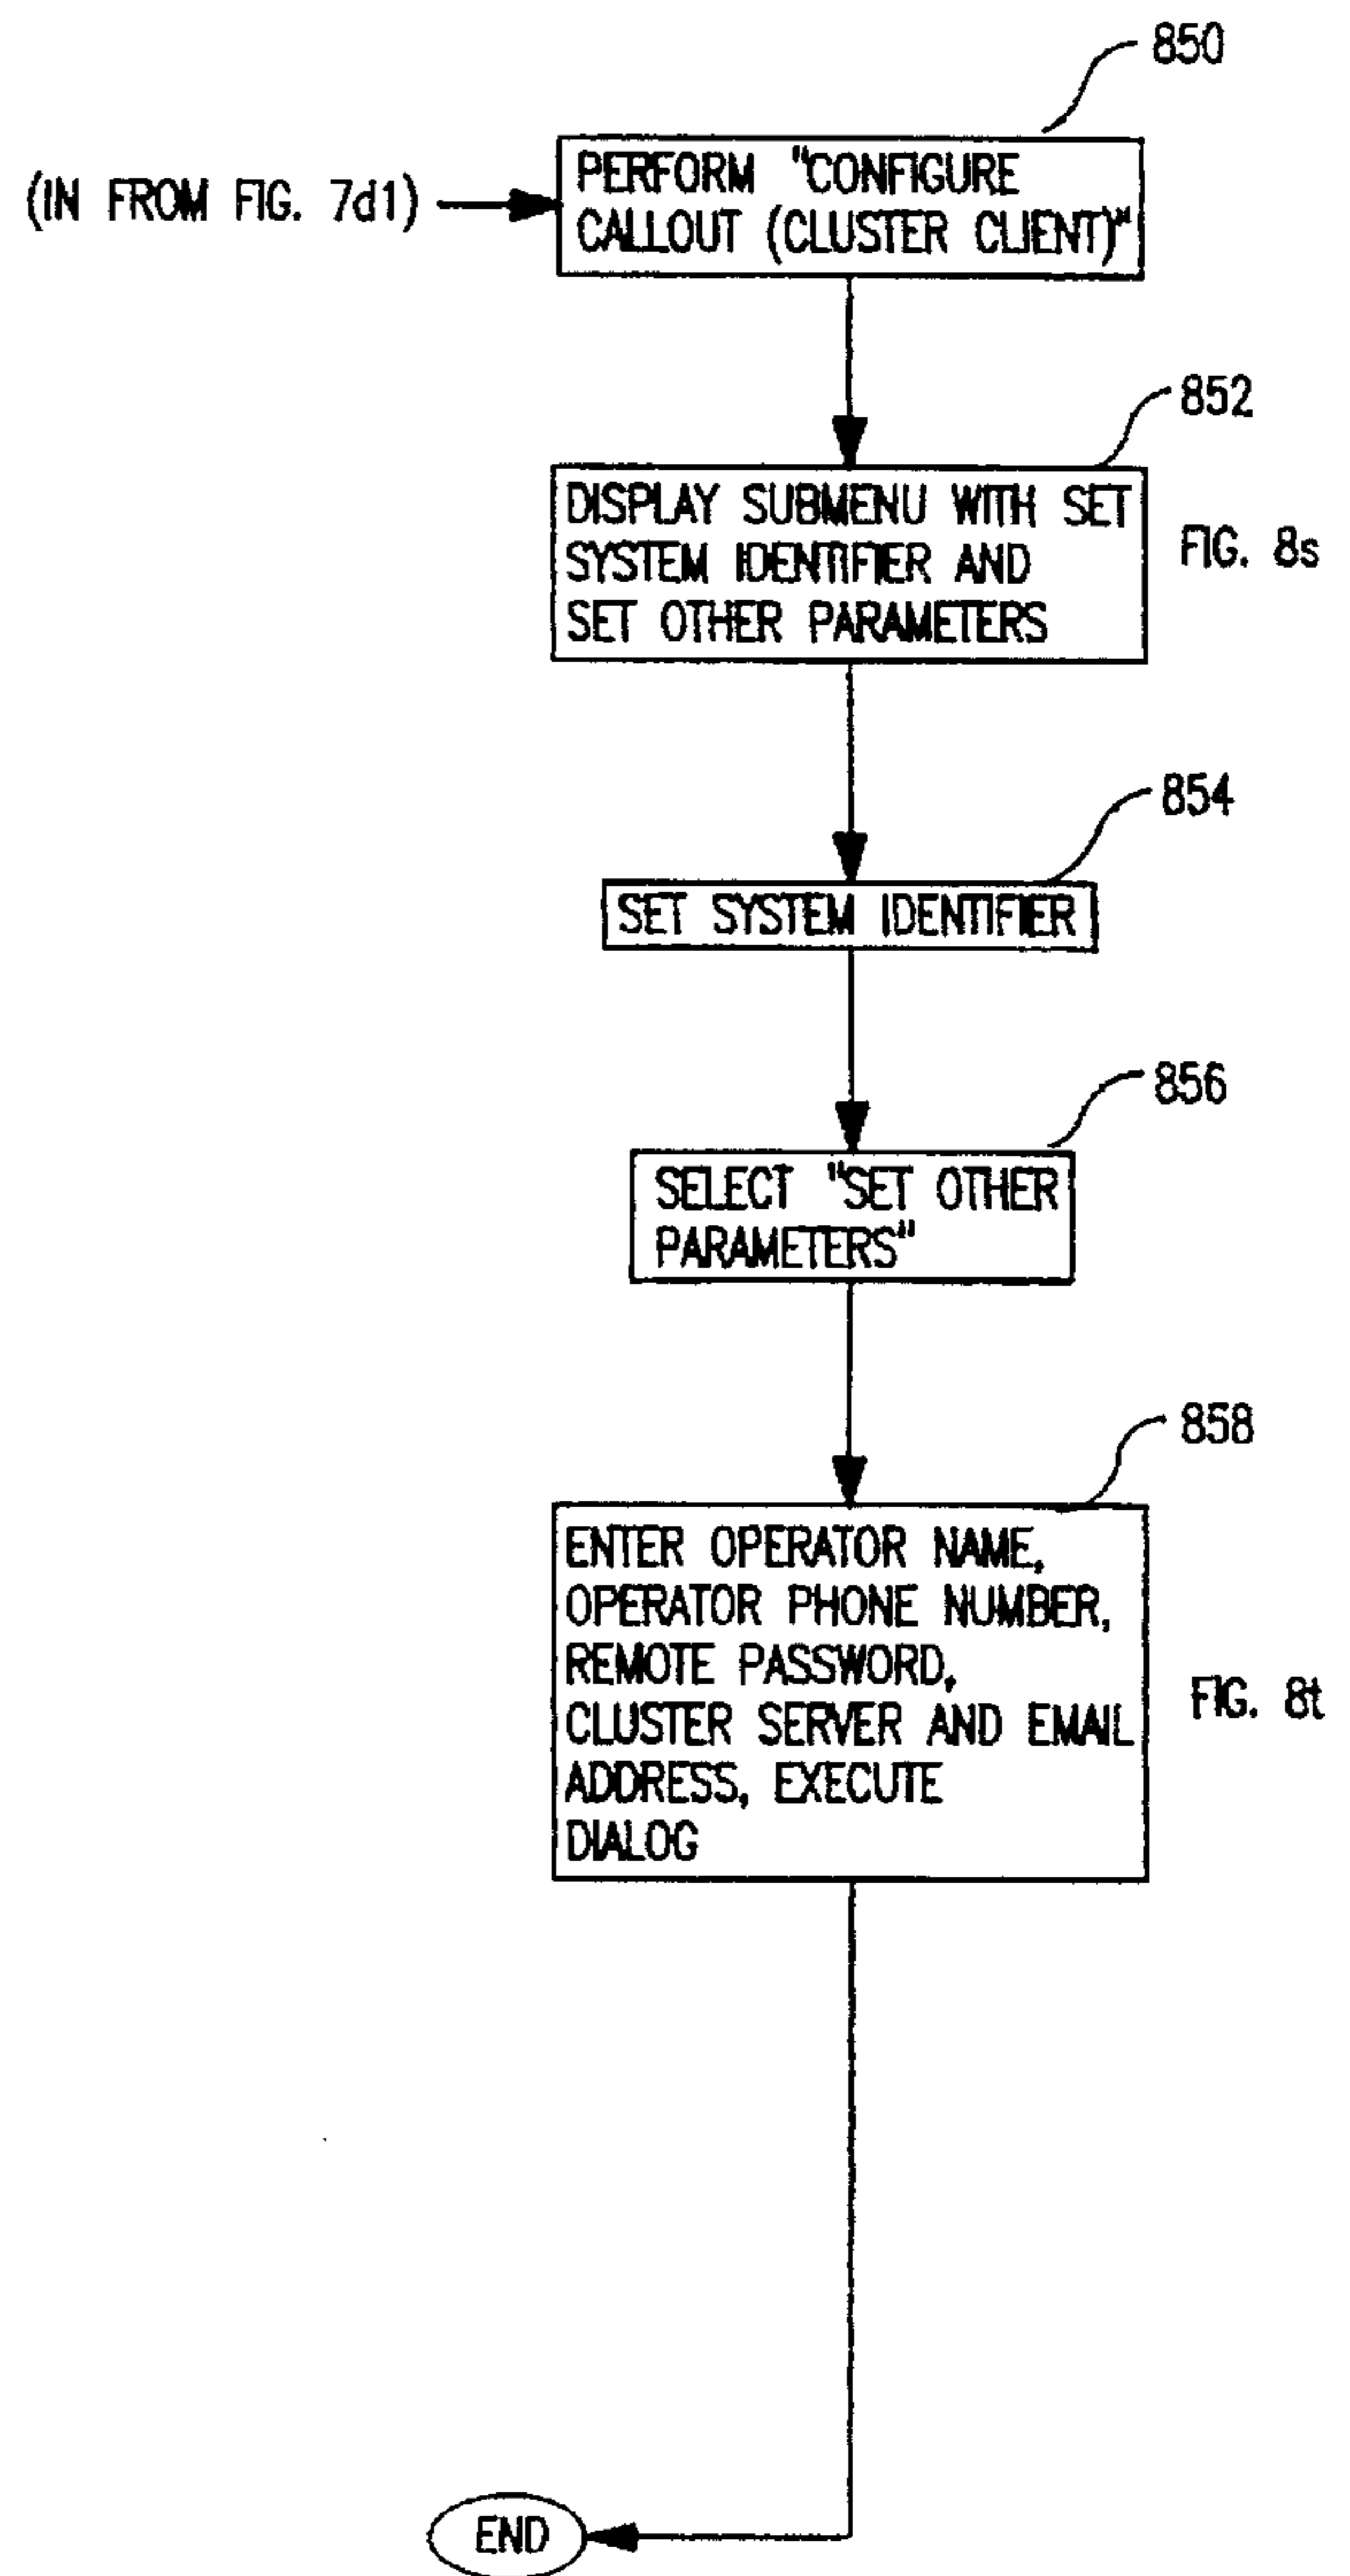 850
(IN FROM FIG. 7d1)
PERFORM "CONFIGURE
CALLOUT (CLUSTER CLIENT)"
852
DISPLAY SUBMENU WITH SET
SYSTEM IDENTIFIER AND
SET OTHER PARAMETERS
FIG. 8s
854
SET SYSTEM IDENTIFIER
856
SELECT "SET OTHER
PARAMETERS"
858
ENTER OPERATOR NAME,
OPERATOR PHONE NUMBER,
REMOTE PASSWORD,
CLUSTER SERVER AND EMAIL
ADDRESS, EXECUTE
DIALOG
FIG. 8t
END